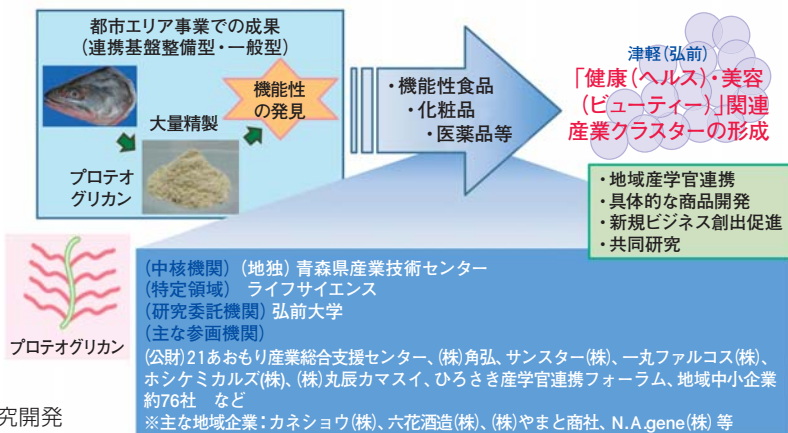 都市エリア事業での成果
(連携基盤整備型・一般型)
機能性
の発見
大量精製
プロテオ
グリカン
・機能性食品
・化粧品
・医薬品等
津軽(弘前)
「健康(ヘルス)・美容
(ビューティー)」関連
産業クラスターの形成
・地域産学官連携
・具体的な商品開発
・新規ビジネス創出促進
・共同研究
プロテオグリカン
(中核機関) (地独) 青森県産業技術センター
(特定領域) ライフサイエンス
(研究委託機関) 弘前大学
(主な参画機関)
(公財)21あおもり産業総合支援センター、(株)角弘、サンスター(株)、一丸ファルコス(株)、
ホシケミカルズ(株)、(株)丸辰カマスイ、ひろさき産学官連携フォーラム、地域中小企業
約76社 など
※主な地域企業：カネショウ(株)、六花酒造(株)、(株)やまと商社、N.A.gene(株) 等
究開発